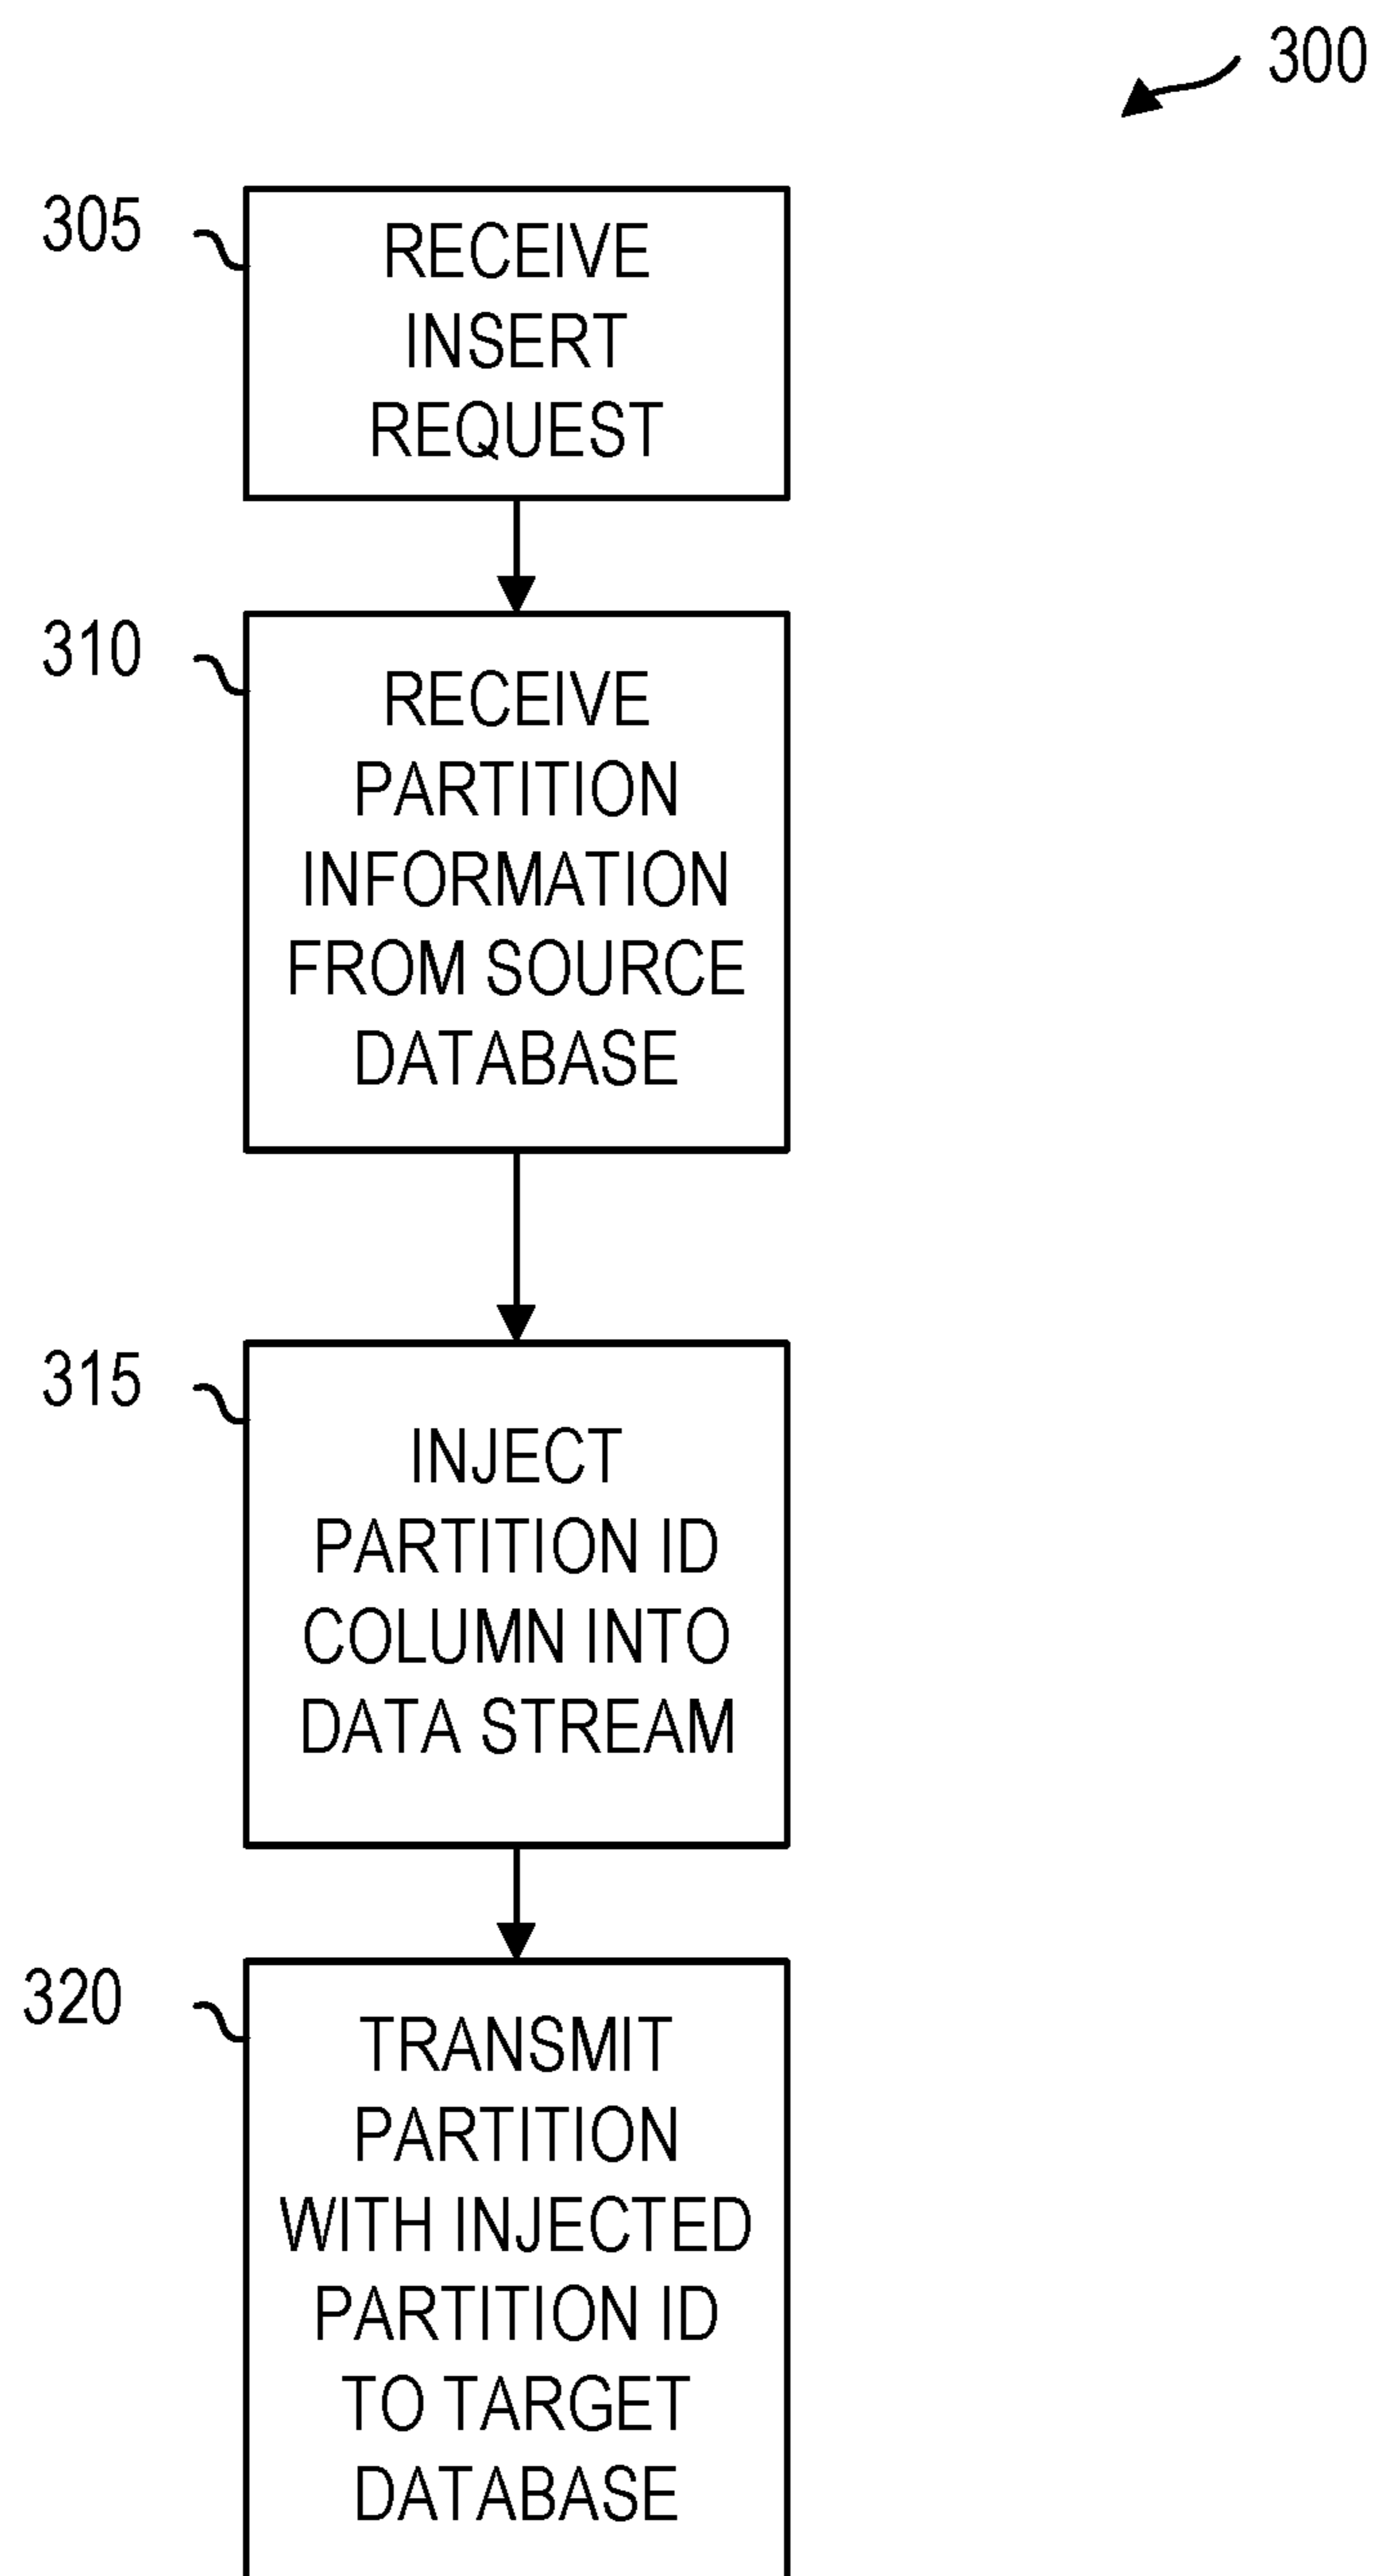 300
305
RECEIVE
INSERT
REQUEST
310
RECEIVE
PARTITION
INFORMATION
FROM SOURCE
DATABASE
315
INJECT
PARTITION ID
COLUMN INTO
DATA STREAM
320
TRANSMIT
PARTITION
WITH INJECTED
PARTITION ID
TO TARGET
DATABASE